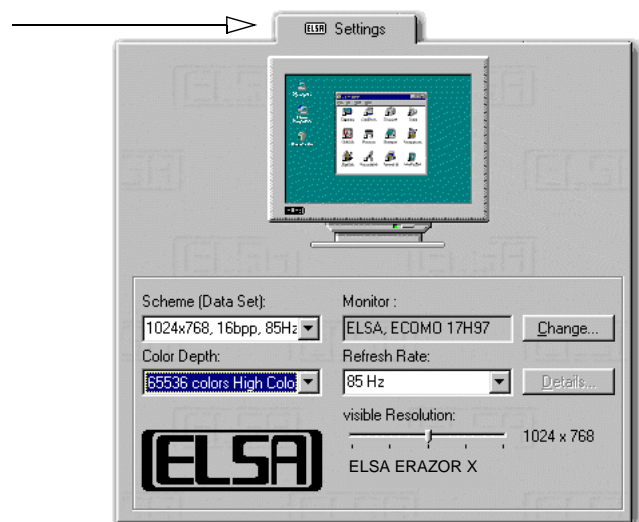 ELSA Settings
Scheme (Data Set):
Monitor :
1024x768, 16bpp, 85Hz
ELSA, ECOMO 17H97
Change...
Color Depth:
Refresh Rate:
65536 colors High Colo
85 Hz
Details...
visible Resolution:
1024 x 768
ELSA
ELSA ERAZOR X